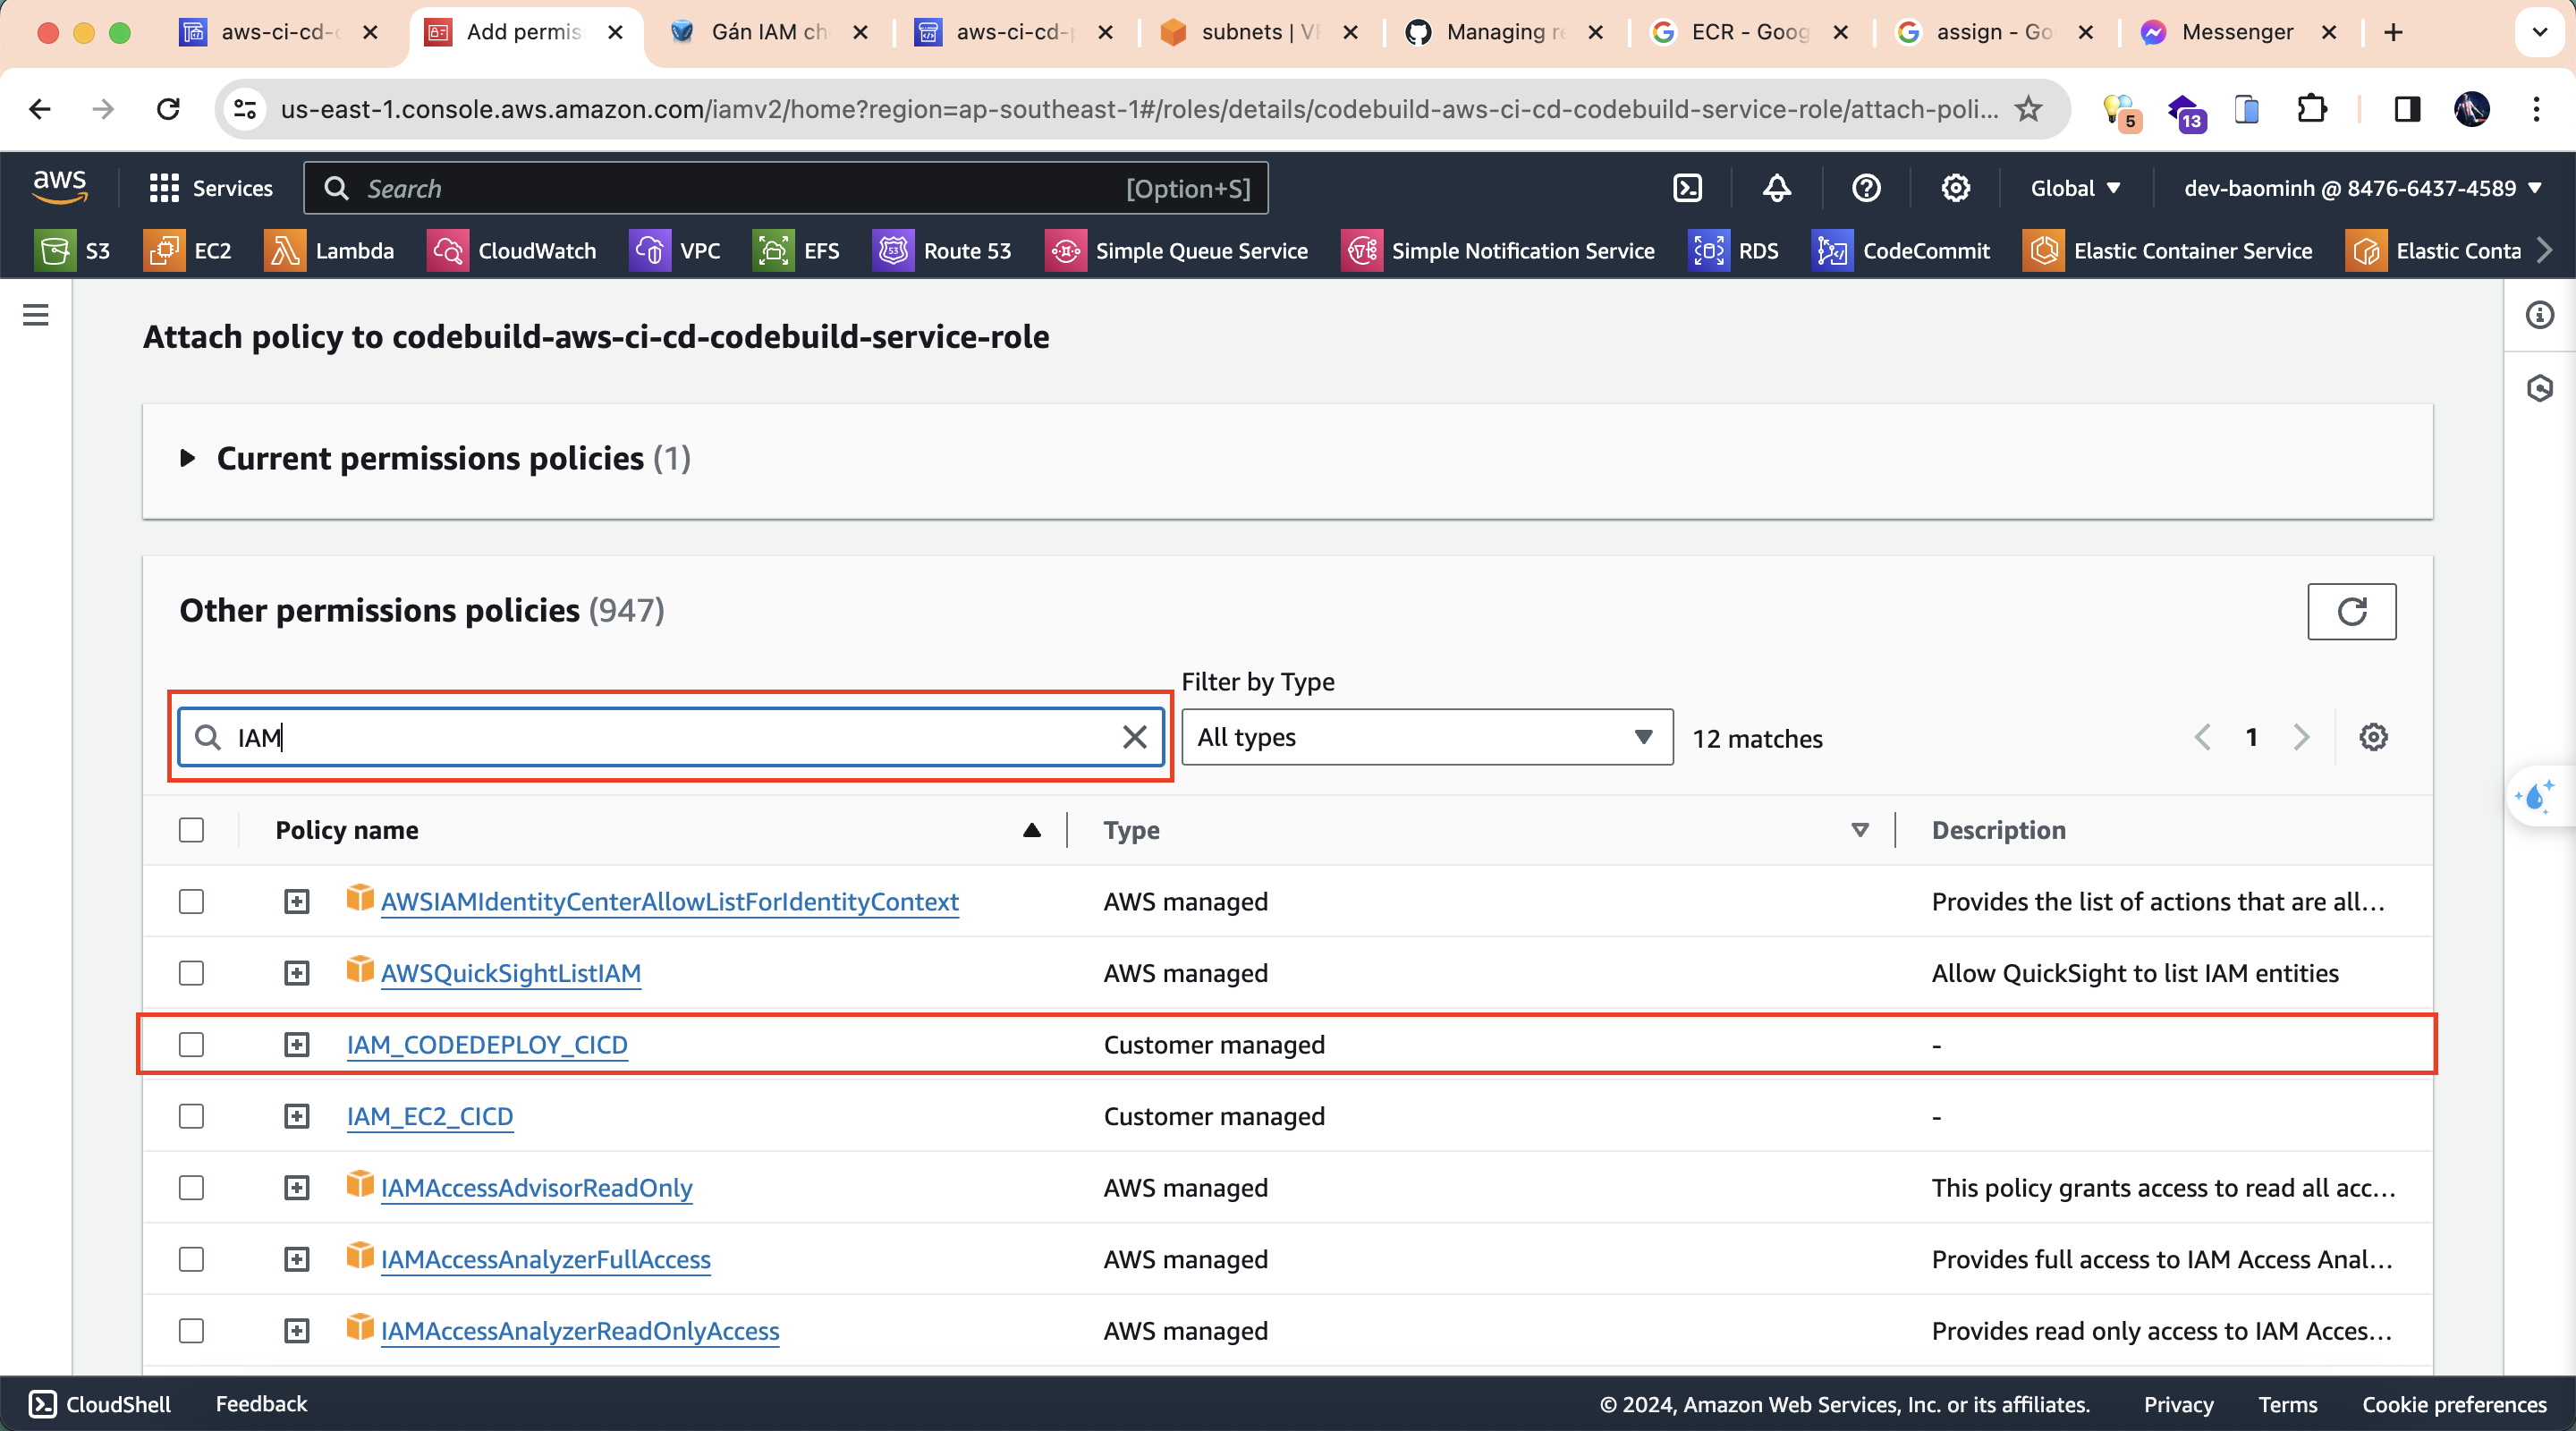 aws-ci-cd-c
Add permiss
Gán IAM ch
aws-ci-cd-p
subnets | VP
Managing re
ECR - Goog
assign - Go
Messenger
us-east-1.console.aws.amazon.com/iamv2/home?region=ap-southeast-1#/roles/details/codebuild-aws-ci-cd-codebuild-service-role/attach-poli...
5
13
aws
Services
Search
[Option+S]
Global
dev-baominh @ 8476-6437-4589
S3
EC2
Lambda
CloudWatch
VPC
EFS
Route 53
Simple Queue Service
Simple Notification Service
RDS
CodeCommit
Elastic Container Service
Elastic Conta
Attach policy to codebuild-aws-ci-cd-codebuild-service-role
Current permissions policies (1)
Other permissions policies (947)
Filter by Type
IAM
All types
12 matches
1
Policy name
Type
Description
AWSIAMIdentityCenterAllowListForIdentityContext
AWS managed
Provides the list of actions that are all...
AWSQuickSightListIAM
AWS managed
Allow QuickSight to list IAM entities
IAM_CODEDEPLOY_CICD
Customer managed
-
IAM_EC2_CICD
Customer managed
-
IAMAccessAdvisorReadOnly
AWS managed
This policy grants access to read all acc...
IAMAccessAnalyzerFullAccess
AWS managed
Provides full access to IAM Access Anal...
IAMAccessAnalyzerReadOnlyAccess
AWS managed
Provides read only access to IAM Acces...
CloudShell
Feedback
© 2024, Amazon Web Services, Inc. or its affiliates.
Privacy
Terms
Cookie preferences